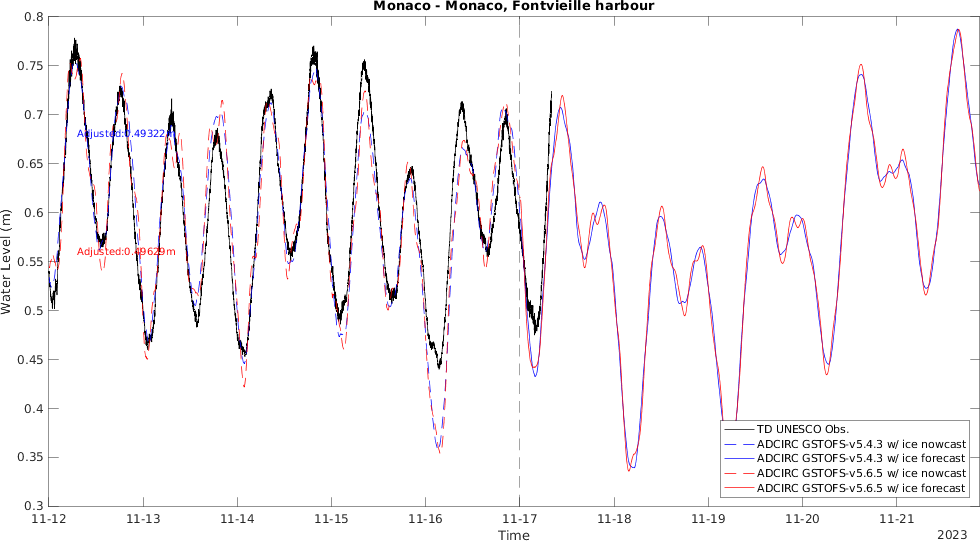 Monaco - Monaco, Fontvieille harbour
0.8
0.75
0.7
0.65
0.6
0.55
0.5
0.45
0.4
0.35
0.3
Water Level (m)
Adjusted:0.49322m
Adjusted:0.49629m
TD UNESCO Obs.
ADCIRC GSTOFS-v5.4.3 w/ ice nowcast
ADCIRC GSTOFS-v5.4.3 w/ ice forecast
ADCIRC GSTOFS-v5.6.5 w/ ice nowcast
ADCIRC GSTOFS-v5.6.5 w/ ice forecast
11-12 11-13 11-14 11-15 11-16 11-17 11-18 11-19 11-20 11-21
Time
2023